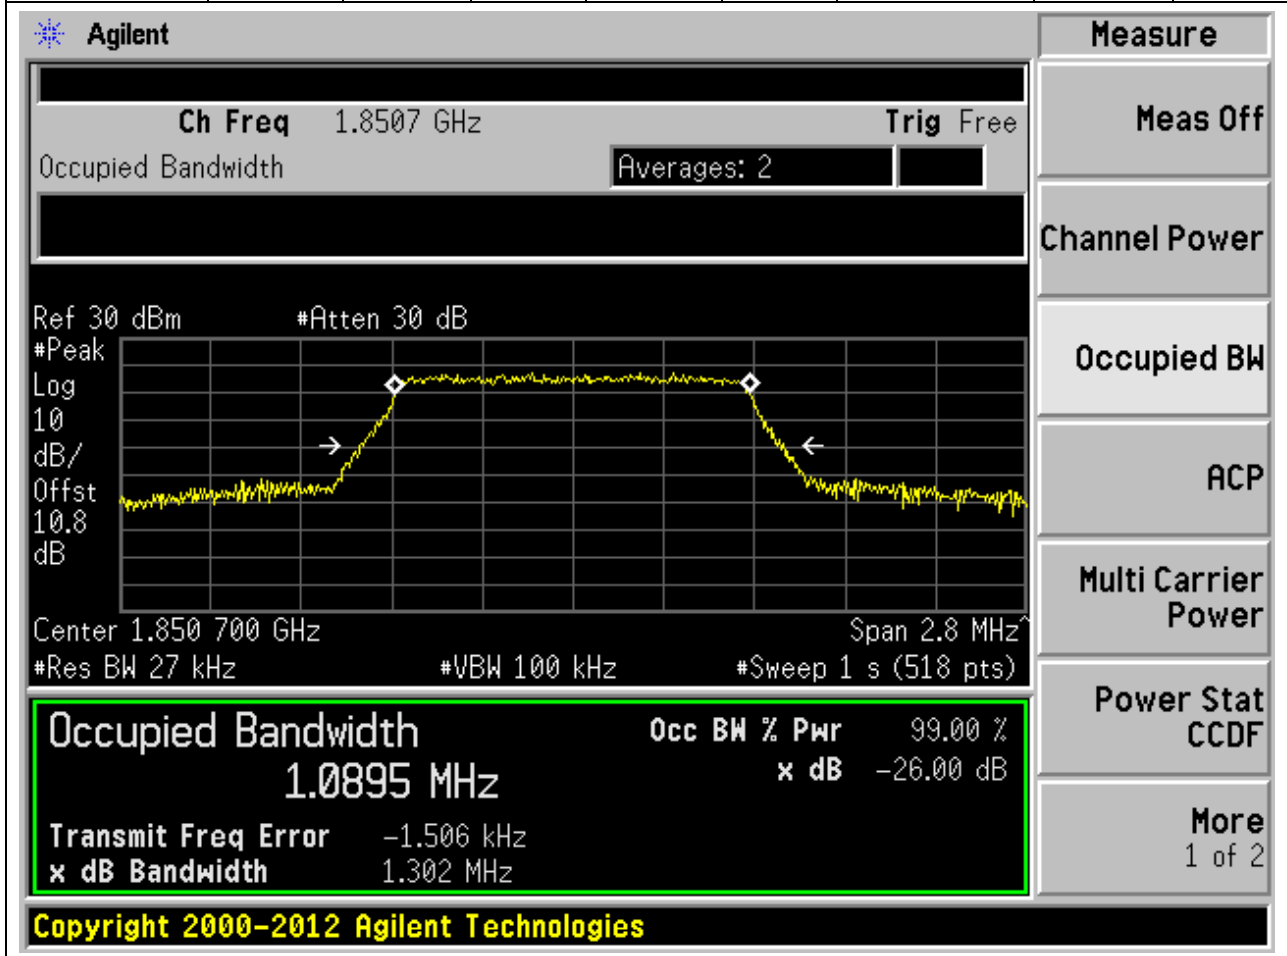 Agilent
Measure
Ch Freq 1.8507 GHz Trig Free
Meas Off
Occupied Bandwidth Averages: 2
Channel Power
Ref 30 dBm #Atten 30 dB
#Peak
Log
10
dB/
Offst
10.8
dB
Occupied BW
ACP
Multi Carrier
Power
Center 1.850 700 GHz Span 2.8 MHz^
#Res BW 27 kHz #VBW 100 kHz #Sweep 1 s (518 pts)
Power Stat
CCDF
Occupied Bandwidth Occ BW % Pwr 99.00 %
1.0895 MHz x dB -26.00 dB
Transmit Freq Error -1.506 kHz
x dB Bandwidth 1.302 MHz
More
1 of 2
Copyright 2000-2012 Agilent Technologies